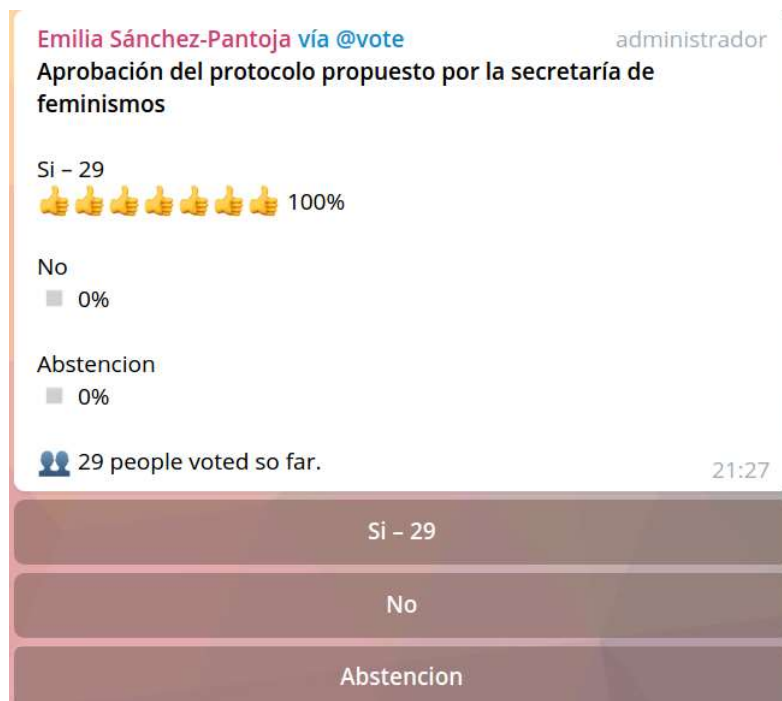 Emilia Sánchez-Pantoja vía @vote administrador
Aprobación del protocolo propuesto por la secretaría de
feminismos
Si – 29
👍👍👍👍👍👍👍 100%
No
0%
Abstencion
0%
👥 29 people voted so far. 21:27
Si – 29
No
Abstencion